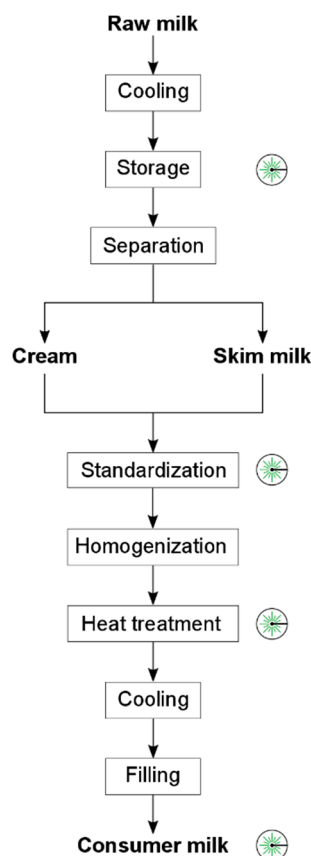 Raw milk
Cooling
Storage
Separation
Cream
Skim milk
Standardization
Homogenization
Heat treatment
Cooling
Filling
Consumer milk